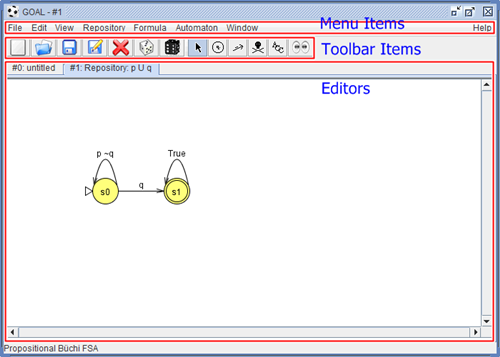 GOAL - #1
Menu Items
File Edit View Repository Formula Automaton Window Help
Toolbar Items
#0: untitled #1: Repository: p U q
Editors
p ~q True
s0 q s1
Propositional Büchi FSA